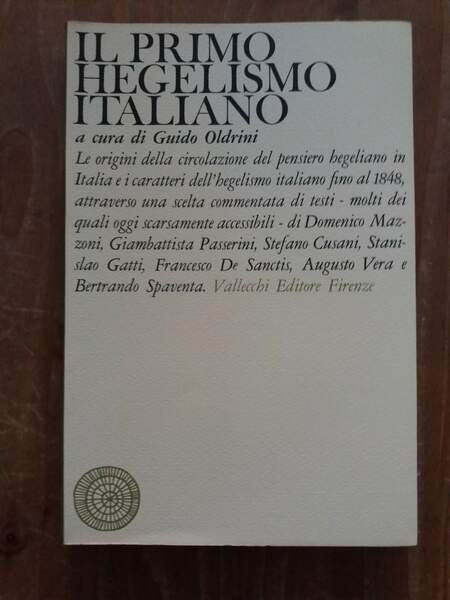 IL PRIMO
HEGELISMO
ITALIANO
a cura di Guido Oldrini
Le origini della circolazione del pensiero hegeliano in
Italia e i caratteri dell'hegelismo italiano fino al 1848,
attraverso una scelta commentata di testi - molti dei
quali oggi scarsamente accessibili - di Domenico Maz-
zoni, Giambattista Passerini, Stefano Cusani, Stani-
slao Gatti, Francesco De Sanctis, Augusto Vera e
Bertrando Spaventa. Vallecchi Editore Firenze